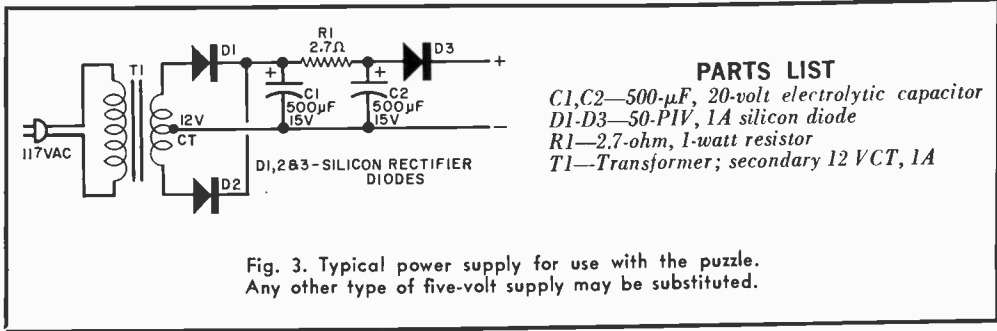 T1
117VAC
12V
CT
D1
D2
R1
2.7Ω
+
C1
500µF
15V
+
C2
500µF
15V
D3
+
−
D1,2&3-SILICON RECTIFIER
DIODES
PARTS LIST
C1,C2—500-µF, 20-volt electrolytic capacitor
D1-D3—50-PIV, 1A silicon diode
R1—2.7-ohm, 1-watt resistor
T1—Transformer; secondary 12 VCT, 1A
Fig. 3. Typical power supply for use with the puzzle.
Any other type of five-volt supply may be substituted.